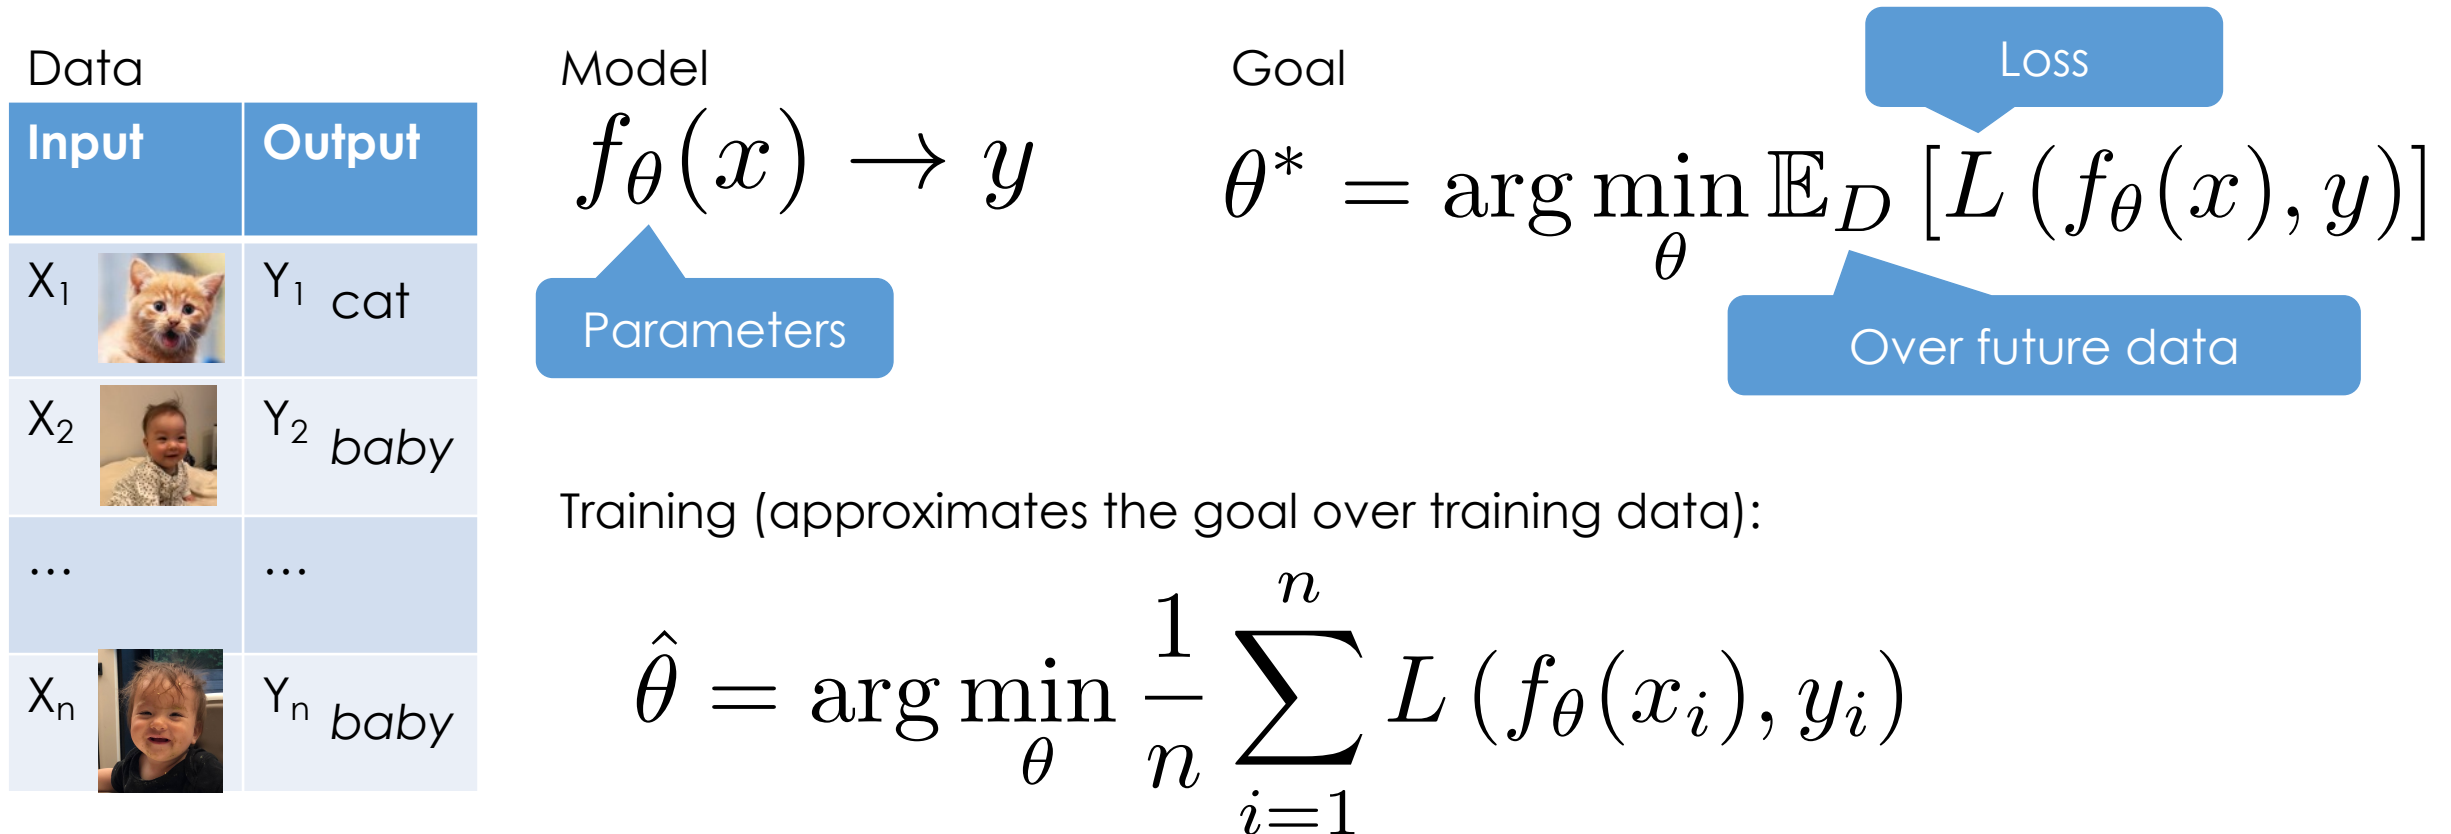 Data
Input Output
X₁ Y₁ cat
X₂ Y₂ baby
... ...
Xₙ Yₙ baby
Model
f_θ(x) → y
Parameters
Goal
Loss
θ* = arg min_θ 𝔼_D [L (f_θ(x), y)]
Over future data
Training (approximates the goal over training data):
θ̂ = arg min_θ 1/n ∑_{i=1}^{n} L (f_θ(x_i), y_i)